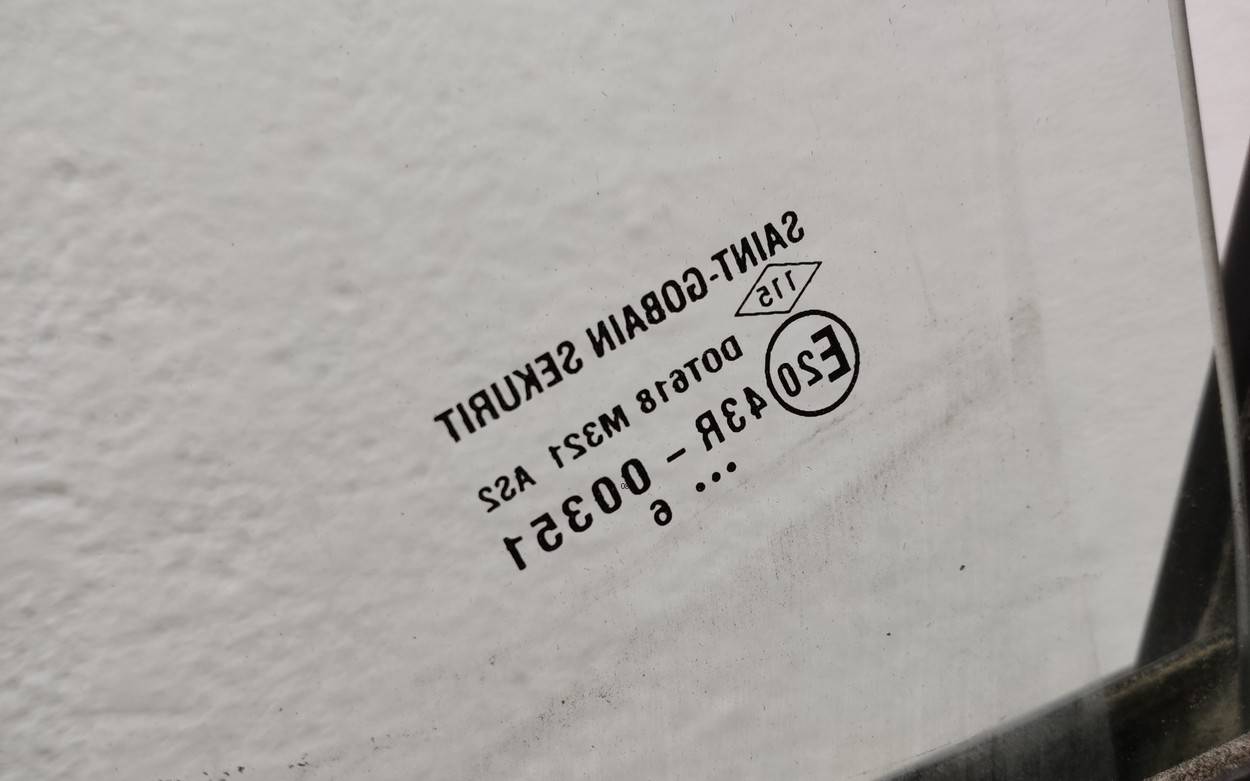 SAINT-GOBAIN SEKURIT
115
DOT618 M321 AS2
E20
43R - 00351
... 6